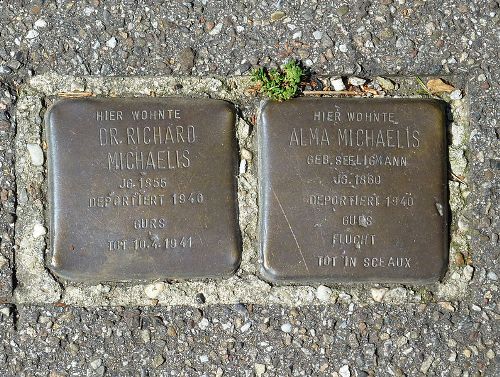 HIER WOHNTE
DR. RICHARD
MICHAELIS
JG. 1856
DEPORTIERT 1940
GURS
TOT 10.4.1941
HIER WOHNTE
ALMA MICHAELIS
GEB. SEELIGMANN
JG. 1860
DEPORTIERT 1940
GURS
FLUCHT
TOT IN SCEAUX